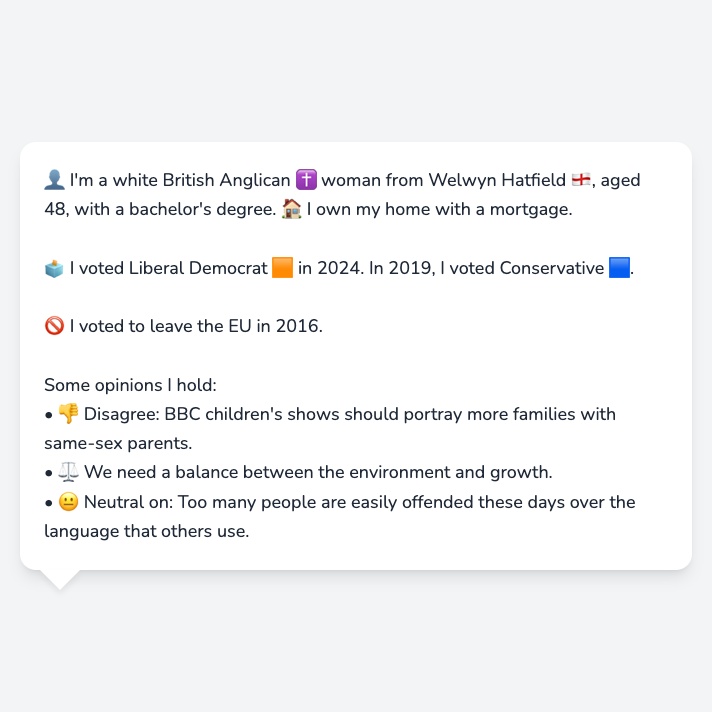 👤 I'm a white British Anglican ✝️ woman from Welwyn Hatfield 🏴󠁧󠁢󠁥󠁮󠁧󠁿, aged
48, with a bachelor's degree. 🏠 I own my home with a mortgage.
🗳️ I voted Liberal Democrat 🟧 in 2024. In 2019, I voted Conservative 🟦.
🚫 I voted to leave the EU in 2016.
Some opinions I hold:
• 👎 Disagree: BBC children's shows should portray more families with
same-sex parents.
• ⚖️ We need a balance between the environment and growth.
• 😐 Neutral on: Too many people are easily offended these days over the
language that others use.